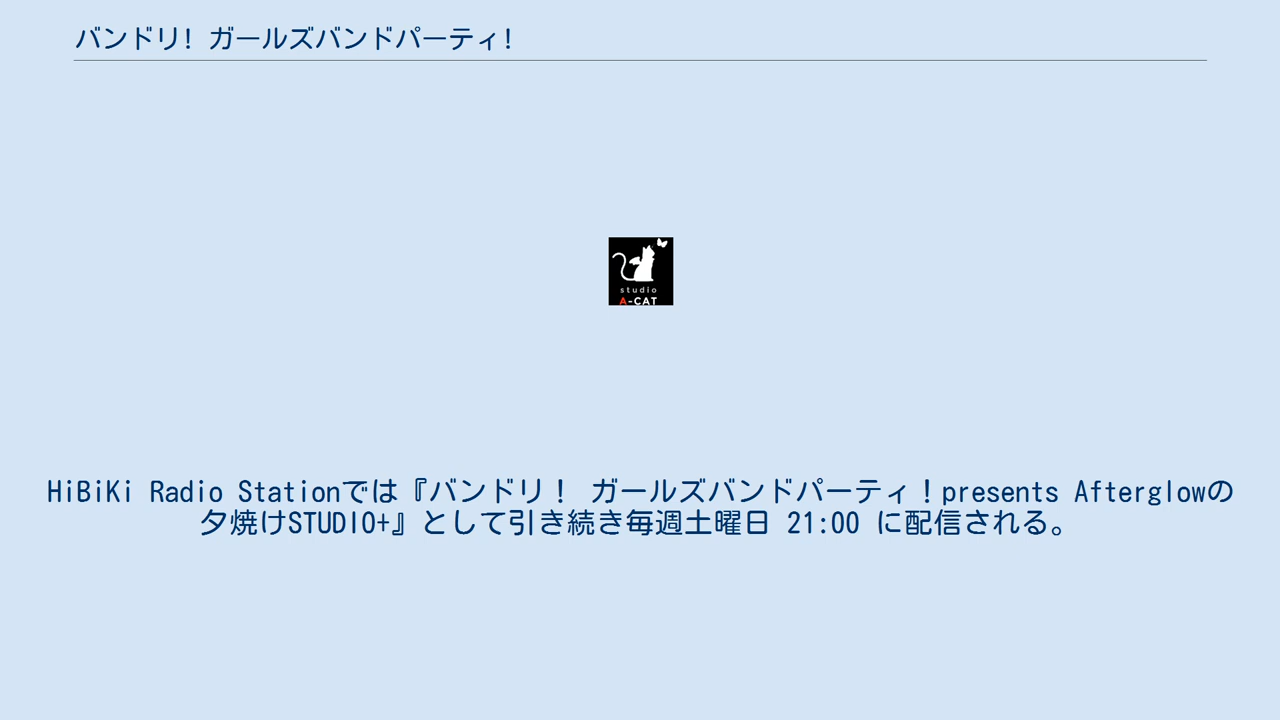 バンドリ! ガールズバンドパーティ!
studio
A-CAT
HiBiKi Radio Stationでは『バンドリ！ ガールズバンドパーティ！presents Afterglowの
夕焼けSTUDIO+』として引き続き毎週土曜日 21:00 に配信される。